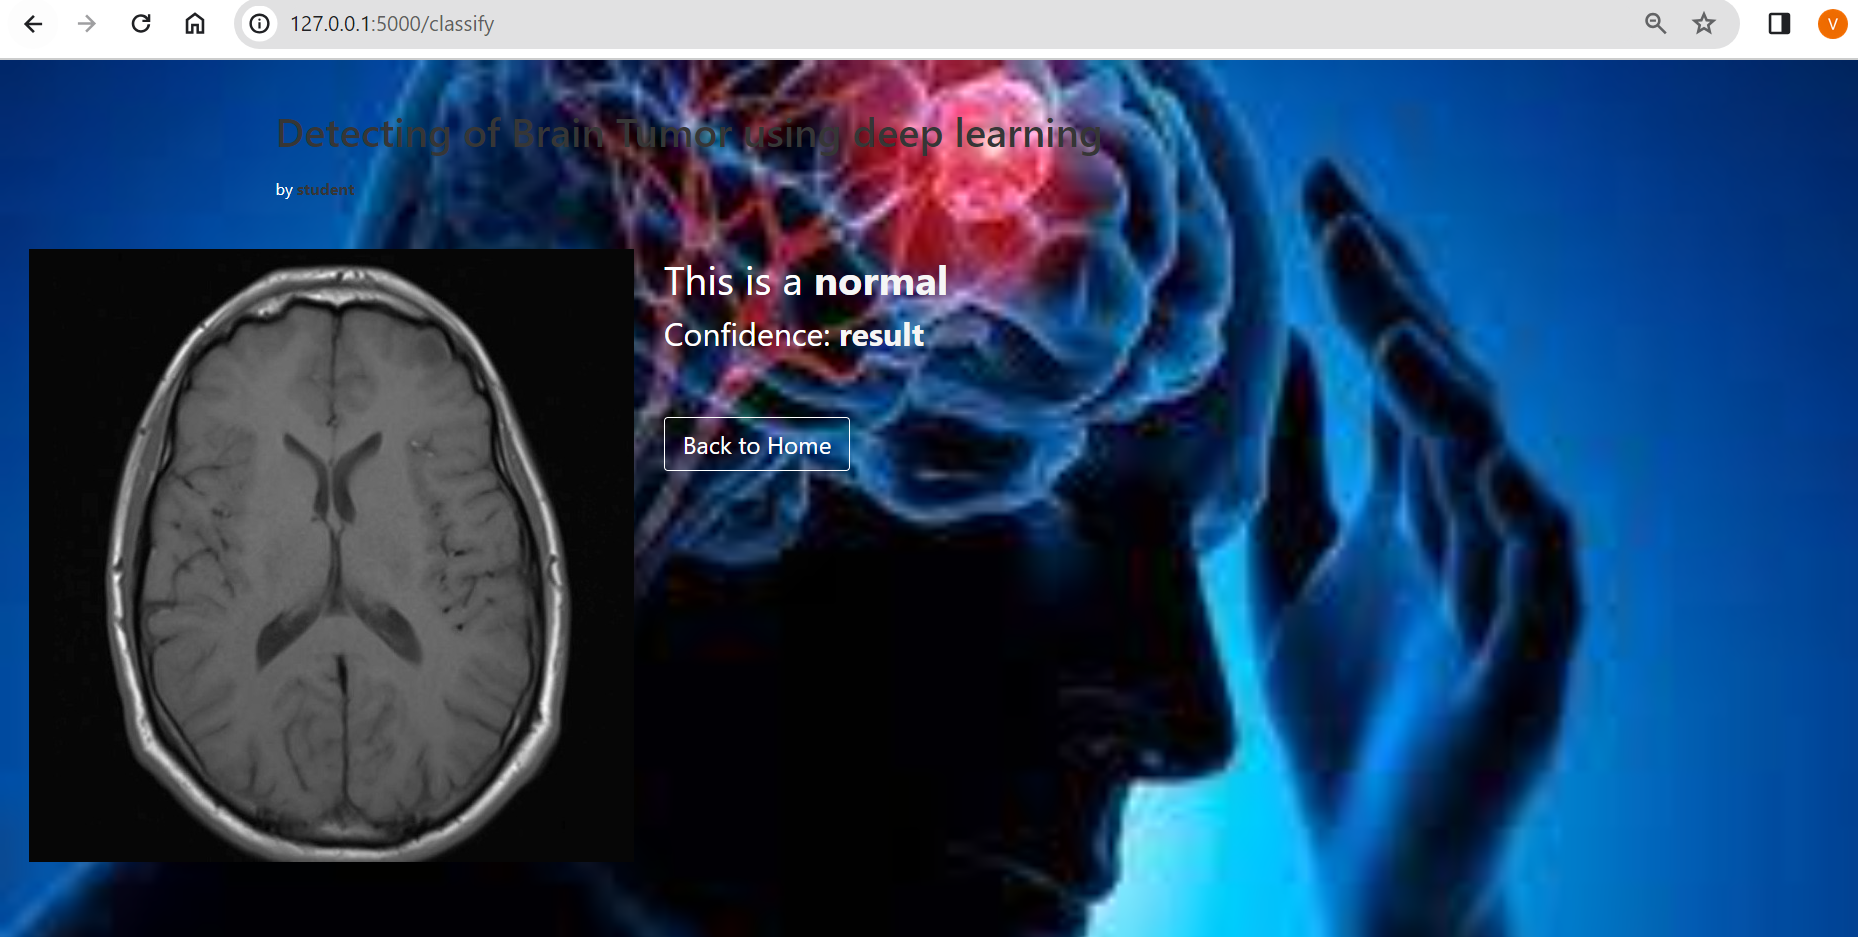 127.0.0.1:5000/classify
V
Detecting of Brain Tumor using deep learning
by student
This is a normal
Confidence: result
Back to Home